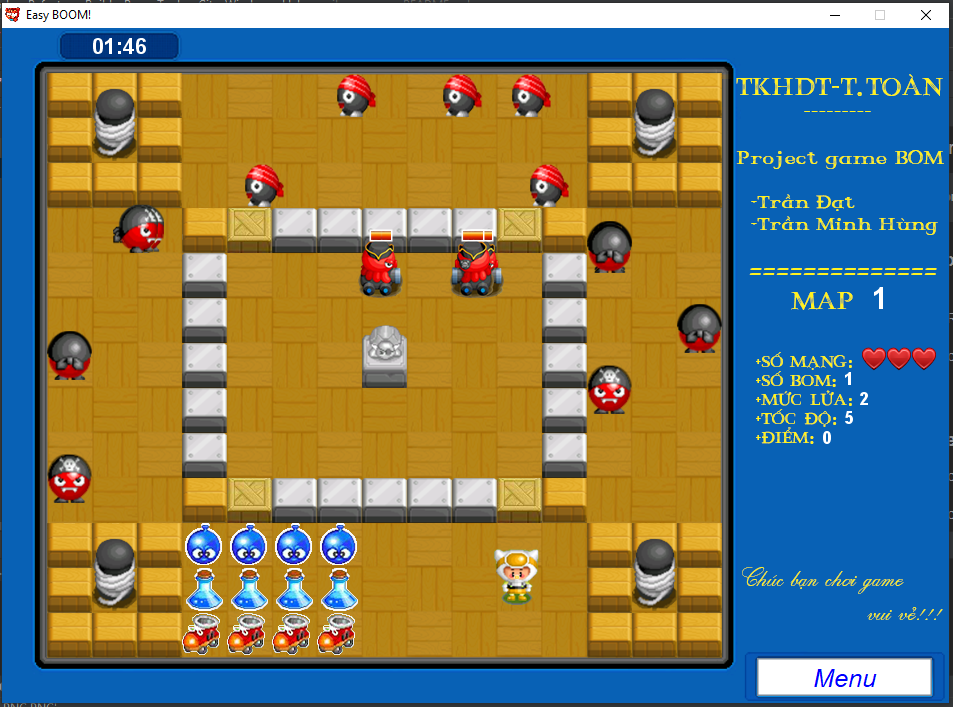 Easy BOOM!
01:46
TKHDT-T.TOÀN
---------
Project game BOM
-Trần Đạt
-Trần Minh Hùng
==============
MAP 1
+SỐ MẠNG:
+SỐ BOM: 1
+MỨC LỬA: 2
+TỐC ĐỘ: 5
+ĐIỂM: 0
Chúc bạn chơi game
vui vẻ!!!
Menu